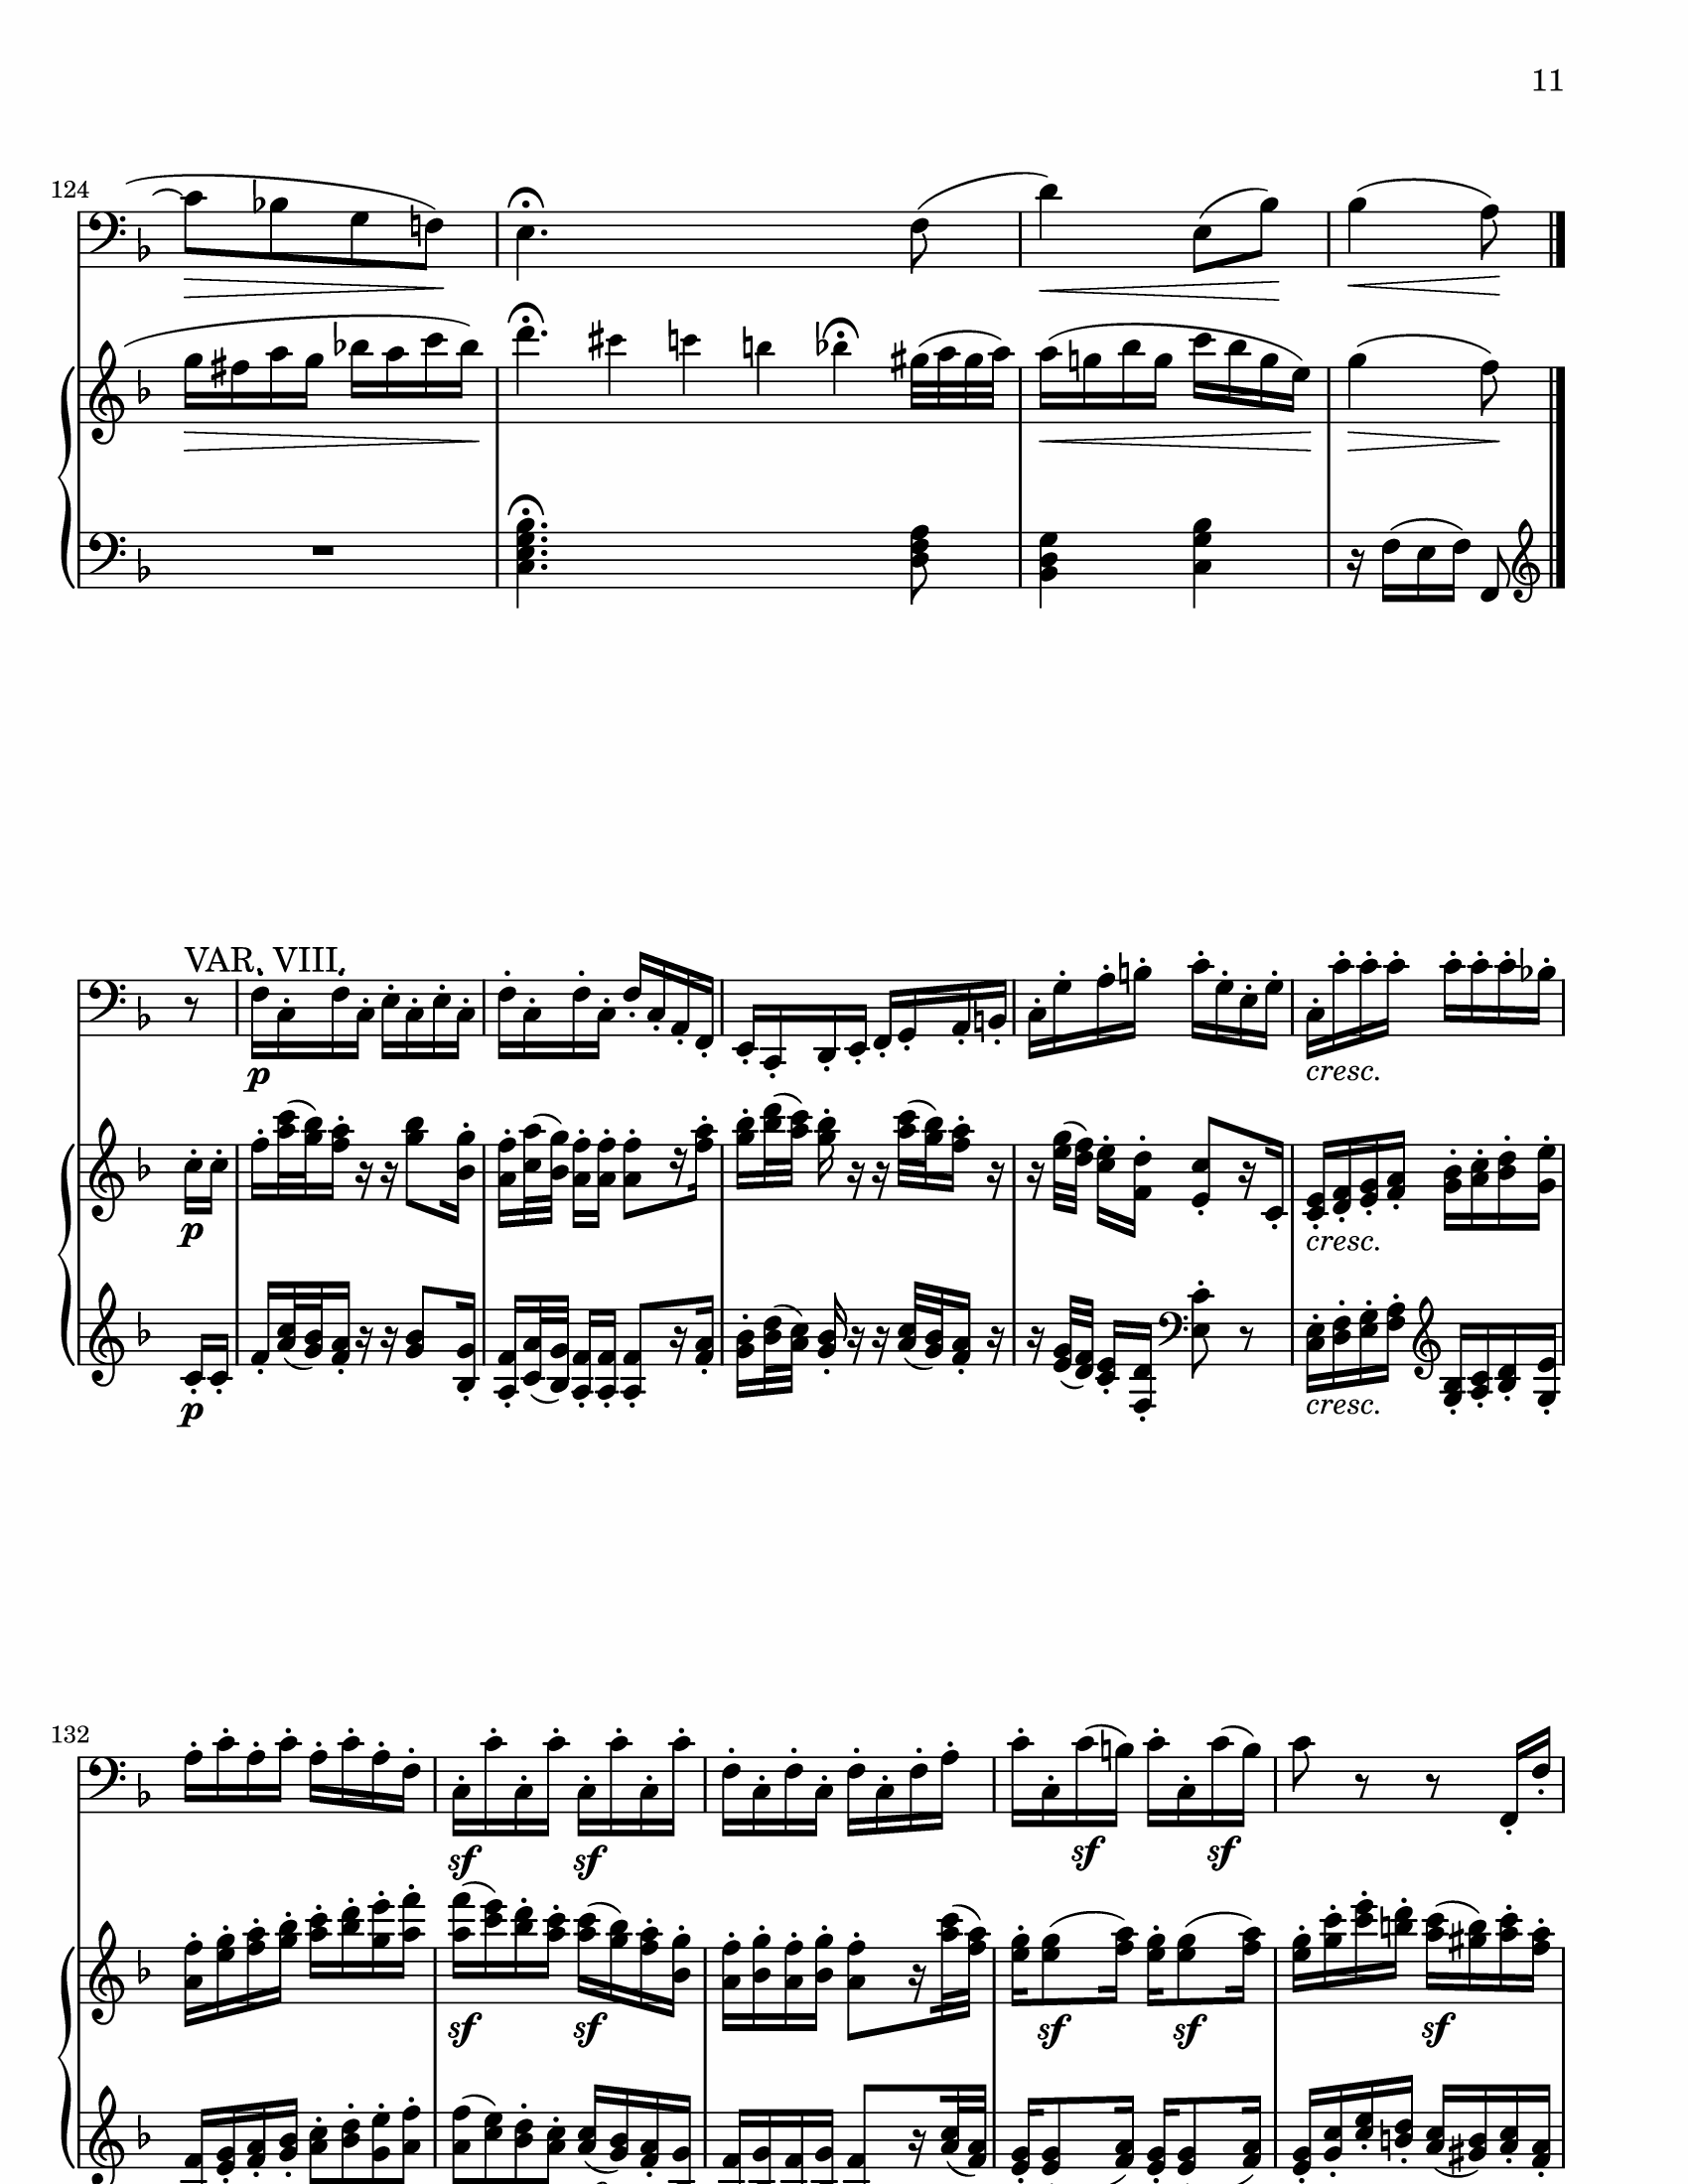 11
124
VAR. VIII.
p
p
p
cresc.
cresc.
cresc.
132
sf sf sf sf
sf sf sf sf sf